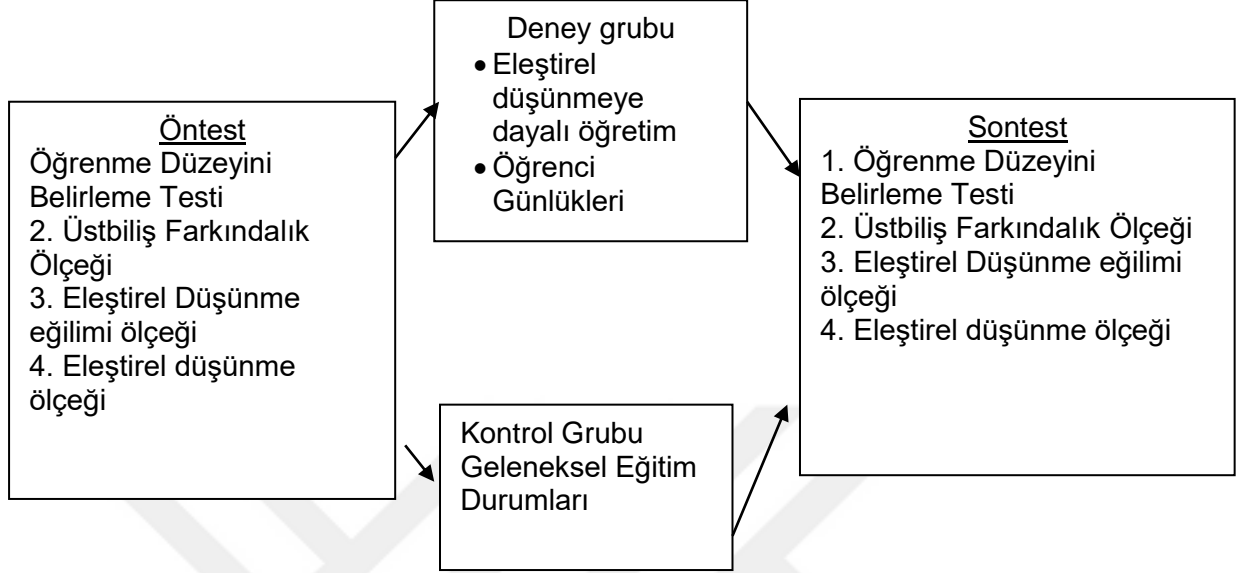 Öntest
Öğrenme Düzeyini
Belirleme Testi
2. Üstbiliş Farkındalık
Ölçeği
3. Eleştirel Düşünme
eğilimi ölçeği
4. Eleştirel düşünme
ölçeği
Deney grubu
• Eleştirel
düşünmeye
dayalı öğretim
• Öğrenci
Günlükleri
Kontrol Grubu
Geleneksel Eğitim
Durumları
Sontest
1. Öğrenme Düzeyini
Belirleme Testi
2. Üstbiliş Farkındalık Ölçeği
3. Eleştirel Düşünme eğilimi
ölçeği
4. Eleştirel düşünme ölçeği